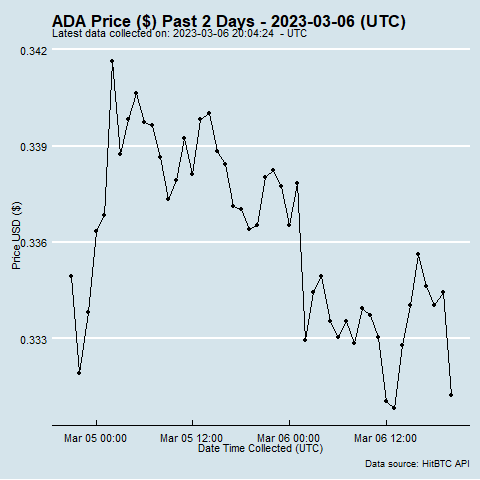 ADA Price ($) Past 2 Days - 2023-03-06 (UTC)
Latest data collected on: 2023-03-06 20:04:24 - UTC
0.342
0.339
0.336
0.333
Price USD ($)
Mar 05 00:00 Mar 05 12:00 Mar 06 00:00 Mar 06 12:00
Date Time Collected (UTC)
Data source: HitBTC API